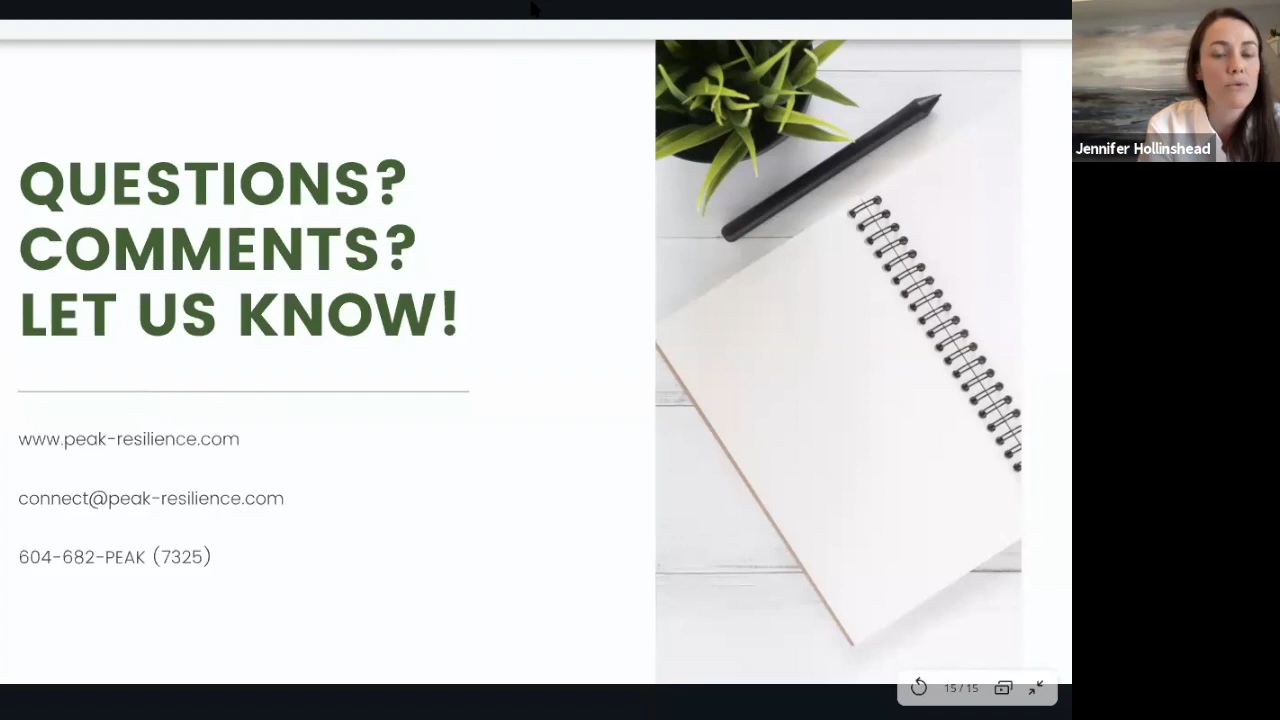 QUESTIONS?
COMMENTS?
LET US KNOW!
www.peak-resilience.com
connect@peak-resilience.com
604-682-PEAK (7325)
Jennifer Hollinshead
15/15